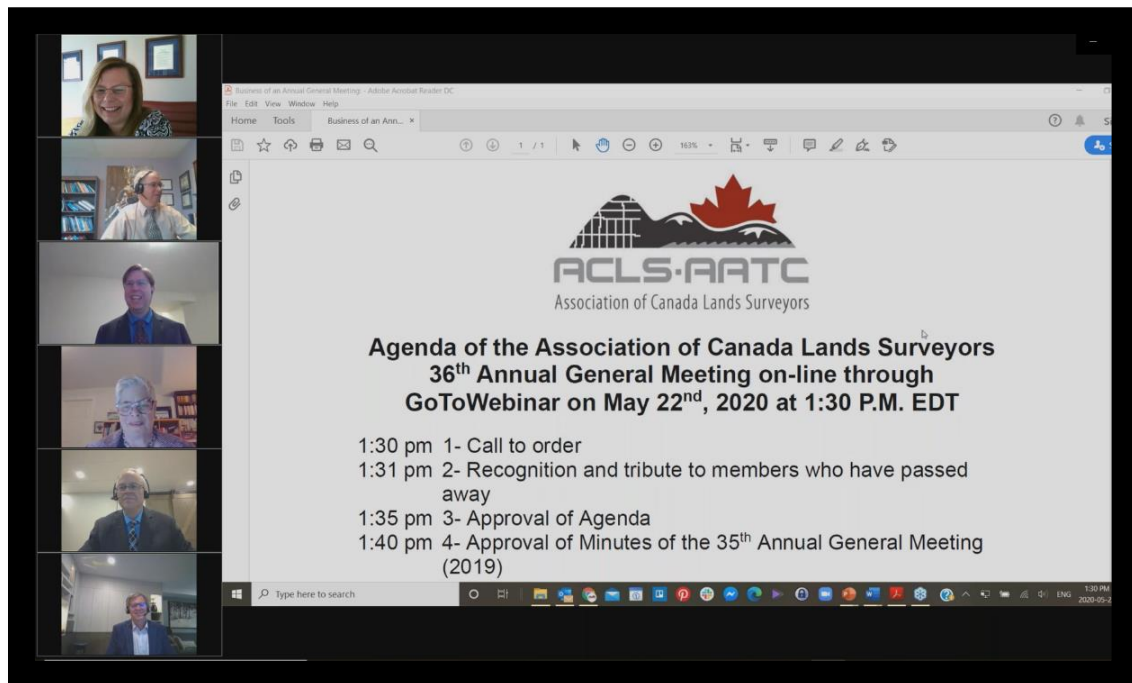 Business of an Annual General Meeting - Adobe Acrobat Reader DC
File Edit View Window Help
Home Tools Business of an Ann... ×
1 / 1 163%
ACLS·AATC
Association of Canada Lands Surveyors
Agenda of the Association of Canada Lands Surveyors
36th Annual General Meeting on-line through
GoToWebinar on May 22nd, 2020 at 1:30 P.M. EDT
1:30 pm 1- Call to order
1:31 pm 2- Recognition and tribute to members who have passed
away
1:35 pm 3- Approval of Agenda
1:40 pm 4- Approval of Minutes of the 35th Annual General Meeting
(2019)
Type here to search ENG 1:30 PM
2020-05-2